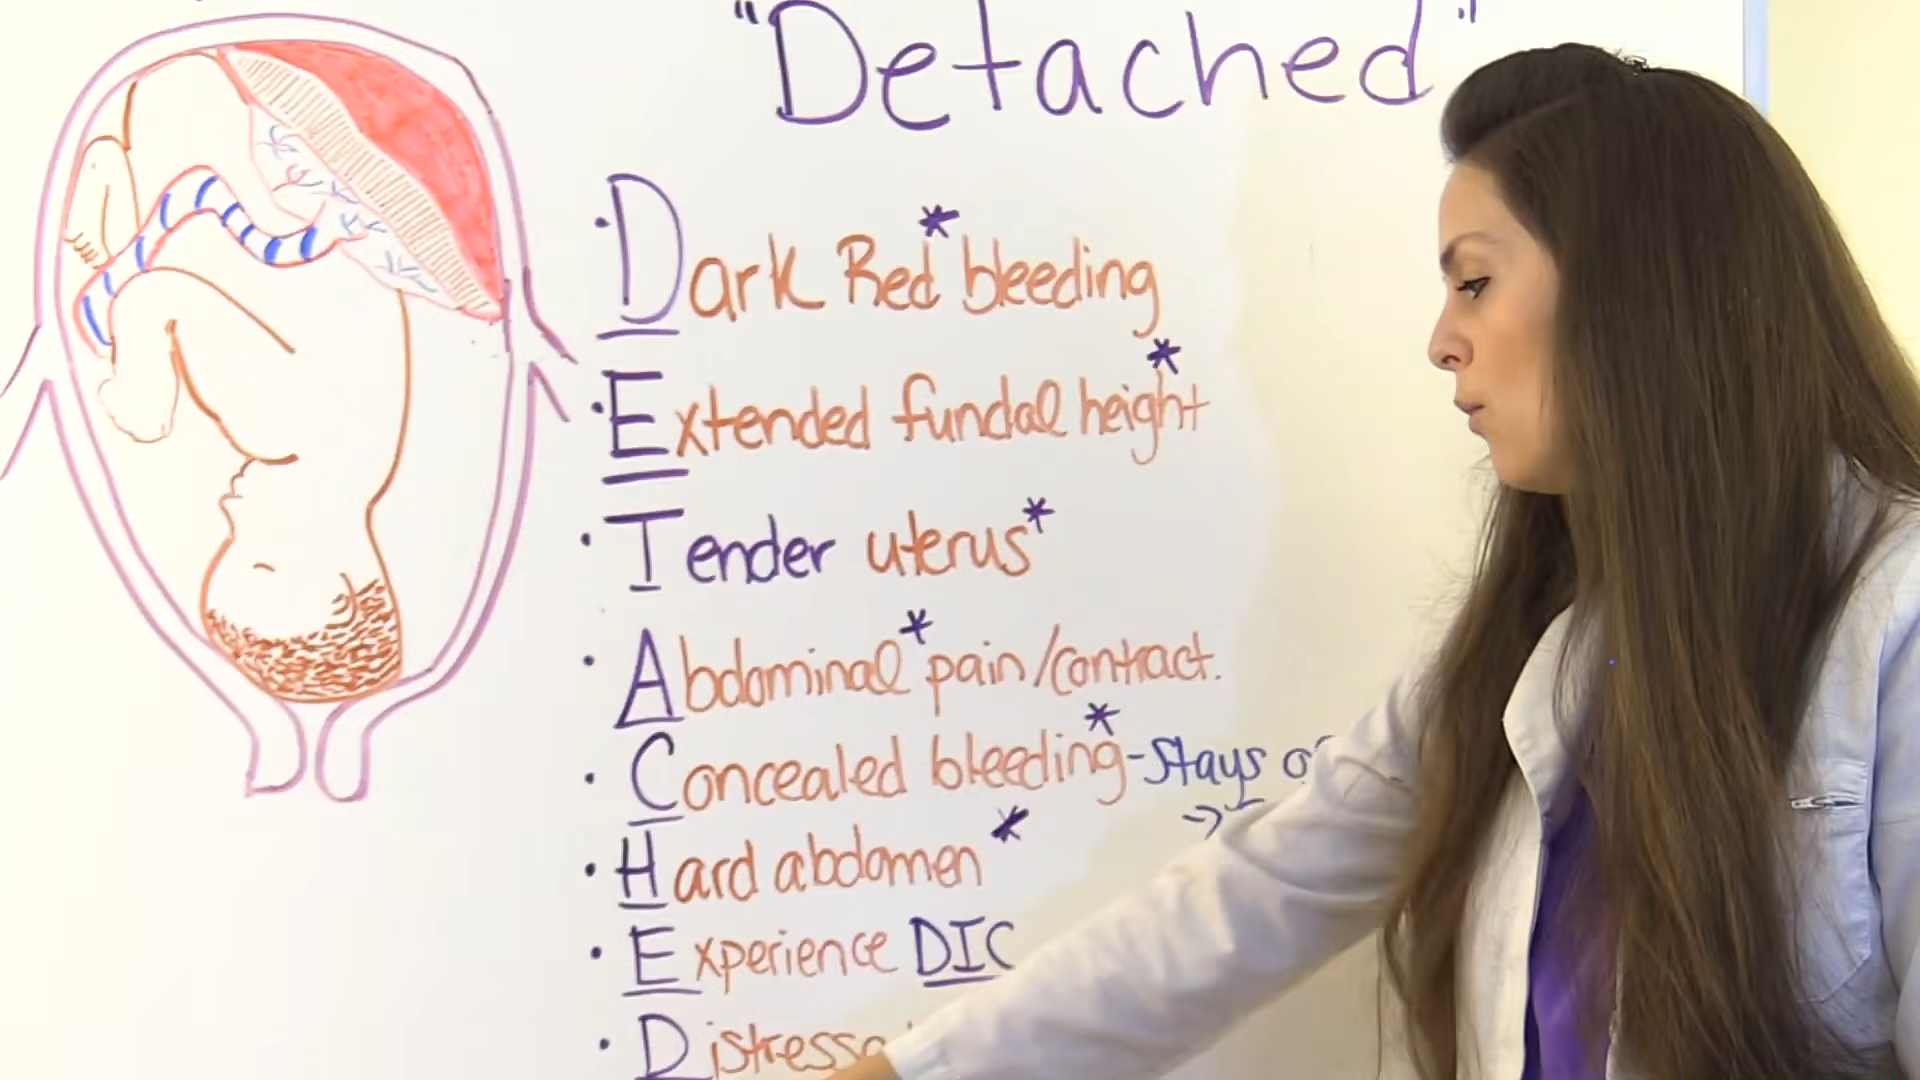 "Detached"
· Dark Red* bleeding
· Extended fundal height*
· Tender uterus*
· Abdominal* pain/contract.
· Concealed bleeding*-stays
→
· Hard abdomen *
· Experience DIC
·